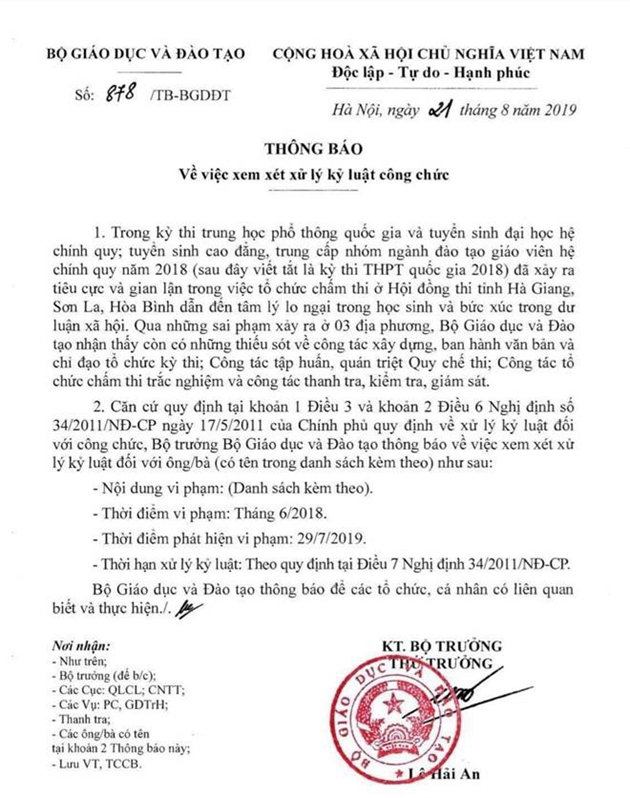 BỘ GIÁO DỤC VÀ ĐÀO TẠO
CỘNG HOÀ XÃ HỘI CHỦ NGHĨA VIỆT NAM
Độc lập - Tự do - Hạnh phúc
Số: 878 /TB-BGDĐT
Hà Nội, ngày 21 tháng 8 năm 2019
THÔNG BÁO
Về việc xem xét xử lý kỷ luật công chức
1. Trong kỳ thi trung học phổ thông quốc gia và tuyển sinh đại học hệ
chính quy; tuyển sinh cao đẳng, trung cấp nhóm ngành đào tạo giáo viên hệ
chính quy năm 2018 (sau đây viết tắt là kỳ thi THPT quốc gia 2018) đã xảy ra
tiêu cực và gian lận trong việc tổ chức chấm thi ở Hội đồng thi tỉnh Hà Giang,
Sơn La, Hòa Bình dẫn đến tâm lý lo ngại trong học sinh và bức xúc trong dư
luận xã hội. Qua những sai phạm xảy ra ở 03 địa phương, Bộ Giáo dục và Đào
tạo nhận thấy còn có những thiếu sót về công tác xây dựng, ban hành văn bản và
chỉ đạo tổ chức kỳ thi; Công tác tập huấn, quán triệt Quy chế thi; Công tác tổ
chức chấm thi trắc nghiệm và công tác thanh tra, kiểm tra, giám sát.
2. Căn cứ quy định tại khoản 1 Điều 3 và khoản 2 Điều 6 Nghị định số
34/2011/NĐ-CP ngày 17/5/2011 của Chính phủ quy định về xử lý kỷ luật đối
với công chức, Bộ trưởng Bộ Giáo dục và Đào tạo thông báo về việc xem xét xử
lý kỷ luật đối với ông/bà (có tên trong danh sách kèm theo) như sau:
- Nội dung vi phạm: (Danh sách kèm theo).
- Thời điểm vi phạm: Tháng 6/2018.
- Thời điểm phát hiện vi phạm: 29/7/2019.
- Thời hạn xử lý kỷ luật: Theo quy định tại Điều 7 Nghị định 34/2011/NĐ-CP.
Bộ Giáo dục và Đào tạo thông báo để các tổ chức, cá nhân có liên quan
biết và thực hiện./.
Nơi nhận:
- Như trên;
- Bộ trưởng (để b/c);
- Các Cục: QLCL; CNTT;
- Các Vụ: PC, GDTrH;
- Thanh tra;
- Các ông/bà có tên
tại khoản 2 Thông báo này;
- Lưu VT, TCCB.
KT. BỘ TRƯỞNG
THỨ TRƯỞNG
BỘ GIÁO DỤC VÀ ĐÀO TẠO
Lê Hải An